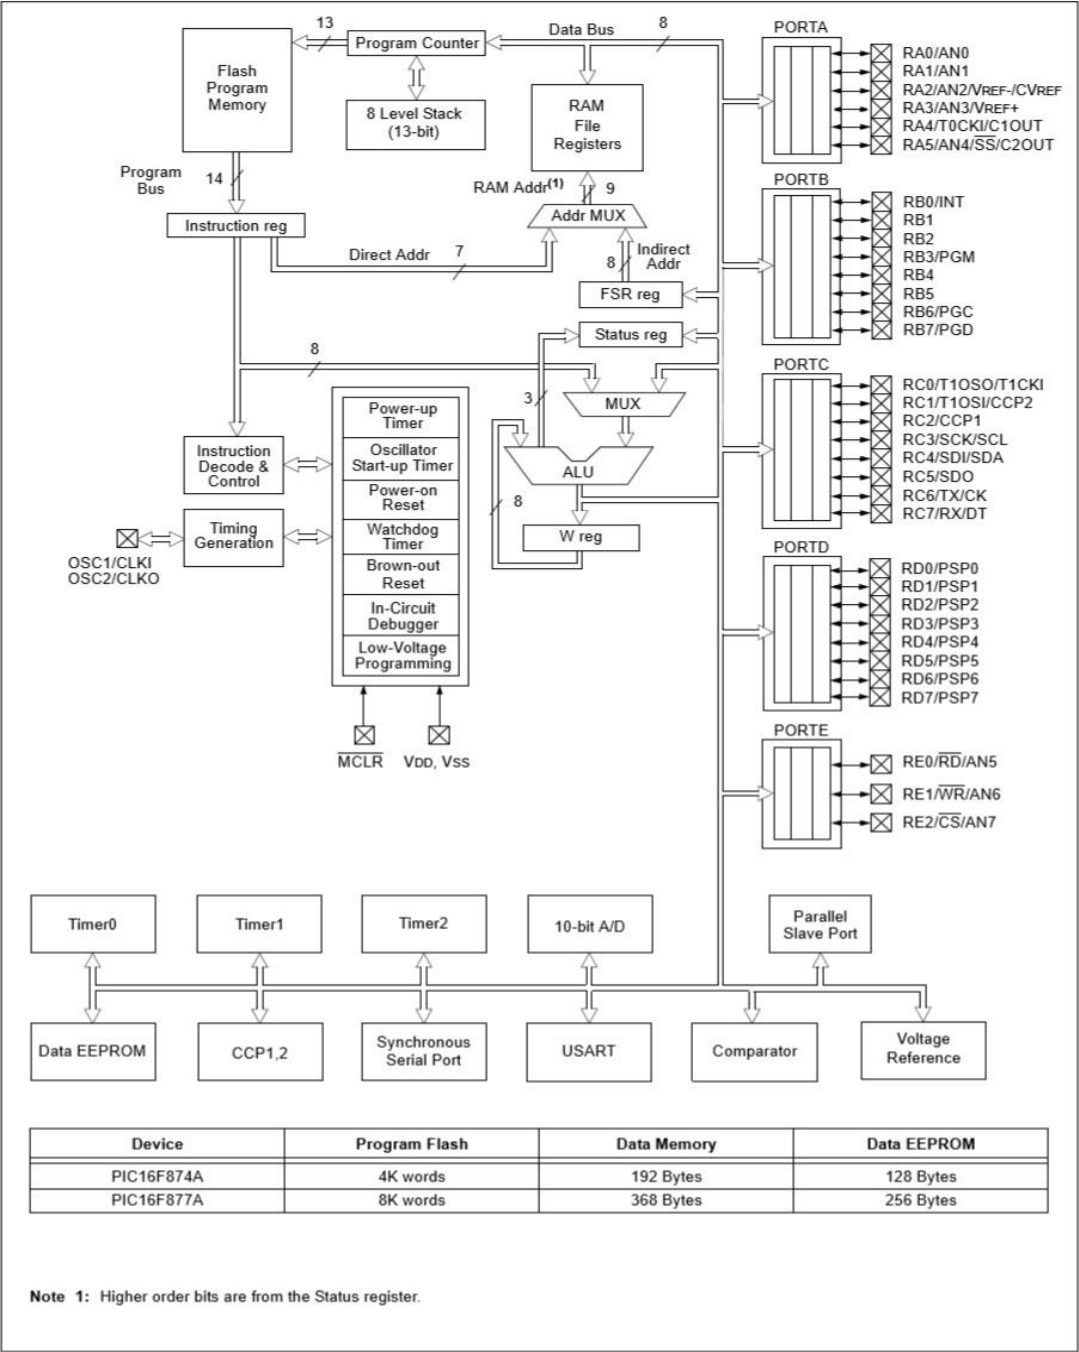 13
Data Bus
8
PORTA
Flash
Program
Memory
Program Counter
8 Level Stack
(13-bit)
RAM
File
Registers
RA0/AN0
RA1/AN1
RA2/AN2/VREF-/CVREF
RA3/AN3/VREF+
RA4/T0CKI/C1OUT
RA5/AN4/SS/C2OUT
Program
Bus
14
RAM Addr(1)
9
PORTB
Instruction reg
Addr MUX
Direct Addr
7
8
Indirect
Addr
FSR reg
RB0/INT
RB1
RB2
RB3/PGM
RB4
RB5
RB6/PGC
RB7/PGD
Status reg
8
PORTC
3
MUX
RC0/T1OSO/T1CKI
RC1/T1OSI/CCP2
RC2/CCP1
RC3/SCK/SCL
RC4/SDI/SDA
RC5/SDO
RC6/TX/CK
RC7/RX/DT
Power-up
Timer
Oscillator
Start-up Timer
Power-on
Reset
Watchdog
Timer
Brown-out
Reset
In-Circuit
Debugger
Low-Voltage
Programming
Instruction
Decode &
Control
ALU
8
W reg
Timing
Generation
OSC1/CLKI
OSC2/CLKO
PORTD
RD0/PSP0
RD1/PSP1
RD2/PSP2
RD3/PSP3
RD4/PSP4
RD5/PSP5
RD6/PSP6
RD7/PSP7
MCLR
VDD, VSS
PORTE
RE0/RD/AN5
RE1/WR/AN6
RE2/CS/AN7
Timer0
Timer1
Timer2
10-bit A/D
Parallel
Slave Port
Data EEPROM
CCP1,2
Synchronous
Serial Port
USART
Comparator
Voltage
Reference
Device Program Flash Data Memory Data EEPROM
PIC16F874A 4K words 192 Bytes 128 Bytes
PIC16F877A 8K words 368 Bytes 256 Bytes
Note 1: Higher order bits are from the Status register.